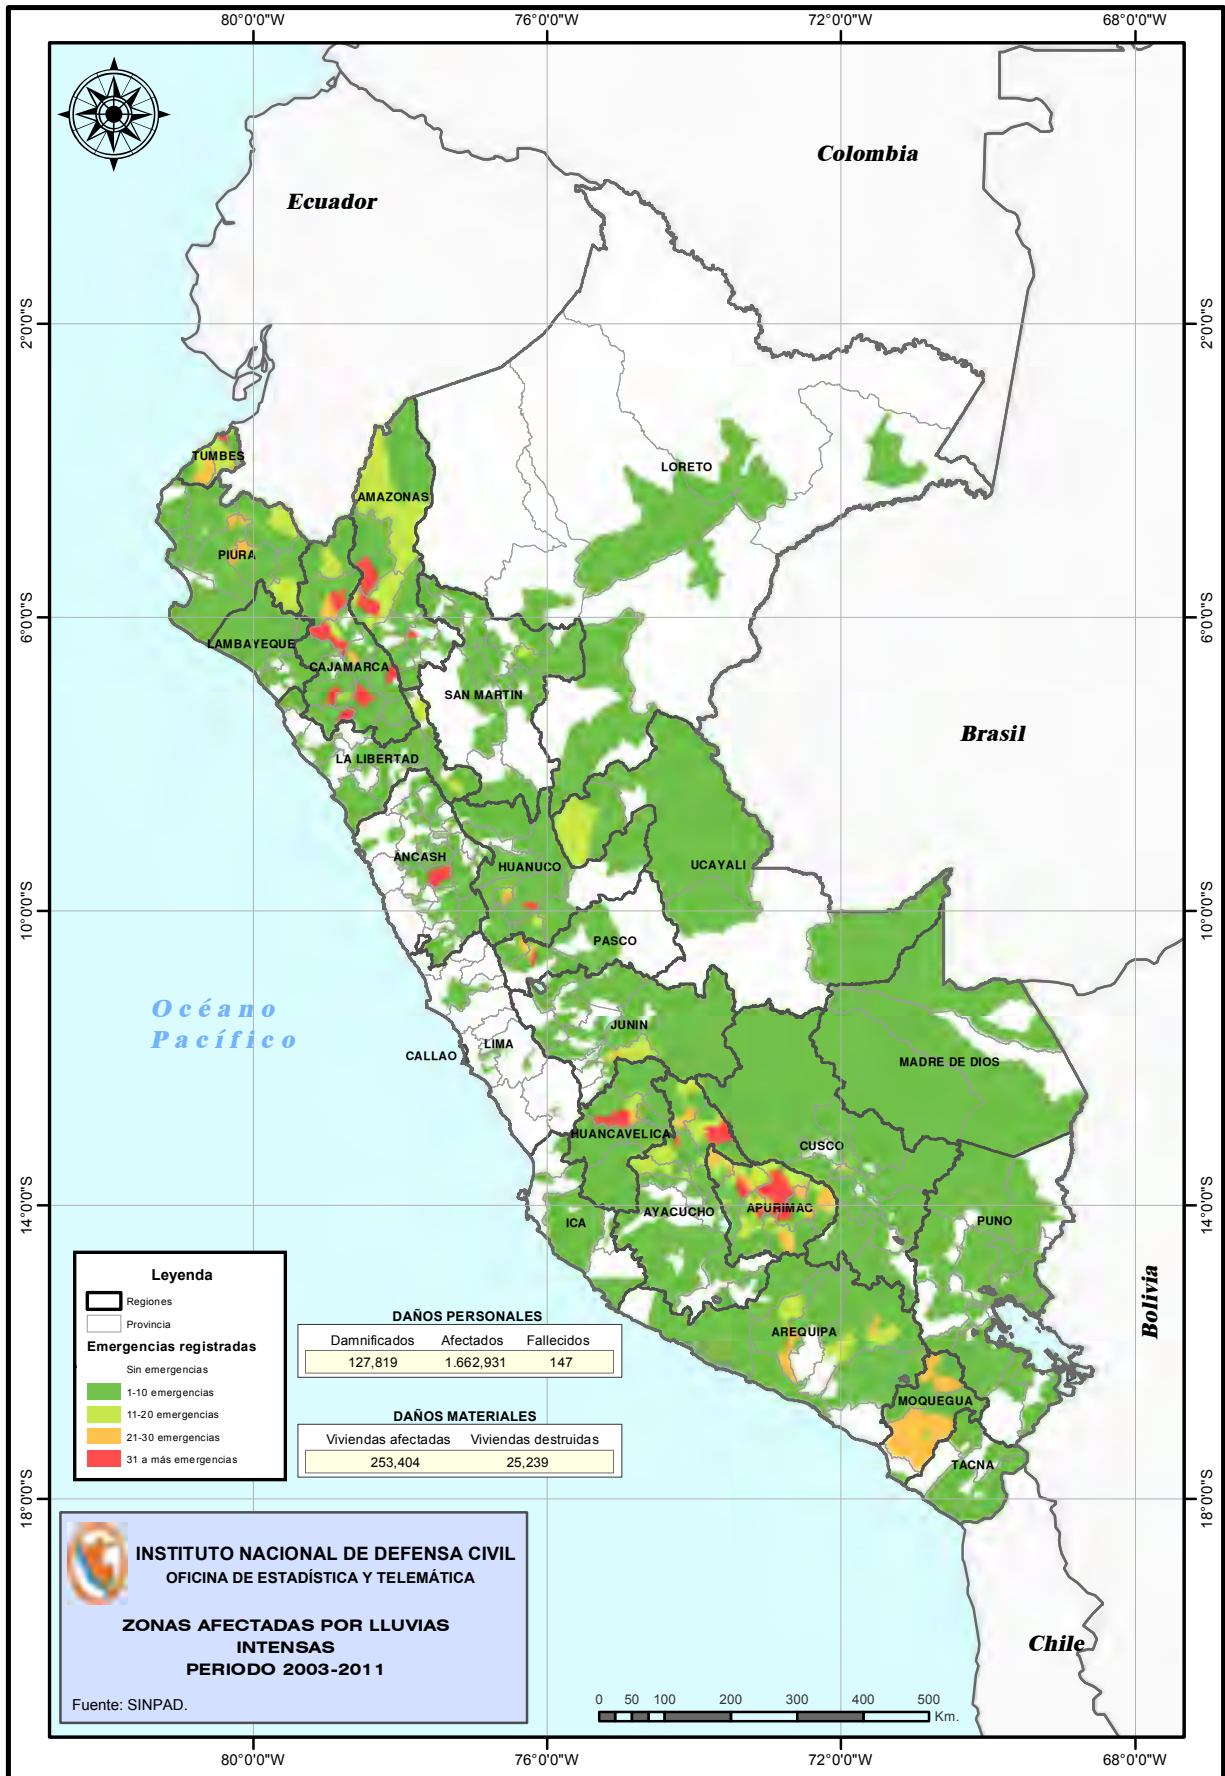 80°0'0"W 76°0'0"W 72°0'0"W 68°0'0"W
Colombia
Ecuador
2°0'0"S 2°0'0"S
TUMBES
LORETO
AMAZONAS
PIURA
6°0'0"S 6°0'0"S
LAMBAYEQUE
CAJAMARCA
SAN MARTIN
Brasil
LA LIBERTAD
ANCASH
HUANUCO
UCAYALI
10°0'0"S 10°0'0"S
PASCO
Océano
Pacífico
JUNIN
LIMA
CALLAO
MADRE DE DIOS
HUANCAVELICA
CUSCO
14°0'0"S 14°0'0"S
AYACUCHO
APURIMAC
ICA
PUNO
Bolivia
AREQUIPA
MOQUEGUA
TACNA
18°0'0"S 18°0'0"S
Chile
Leyenda
Regiones
Provincia
Emergencias registradas
Sin emergencias
1-10 emergencias
11-20 emergencias
21-30 emergencias
31 a más emergencias
DAÑOS PERSONALES
Damnificados Afectados Fallecidos
127,819 1.662,931 147
DAÑOS MATERIALES
Viviendas afectadas Viviendas destruidas
253,404 25,239
INSTITUTO NACIONAL DE DEFENSA CIVIL
OFICINA DE ESTADÍSTICA Y TELEMÁTICA
ZONAS AFECTADAS POR LLUVIAS
INTENSAS
PERIODO 2003-2011
Fuente: SINPAD.
0 50 100 200 300 400 500
Km.
80°0'0"W 76°0'0"W 72°0'0"W 68°0'0"W